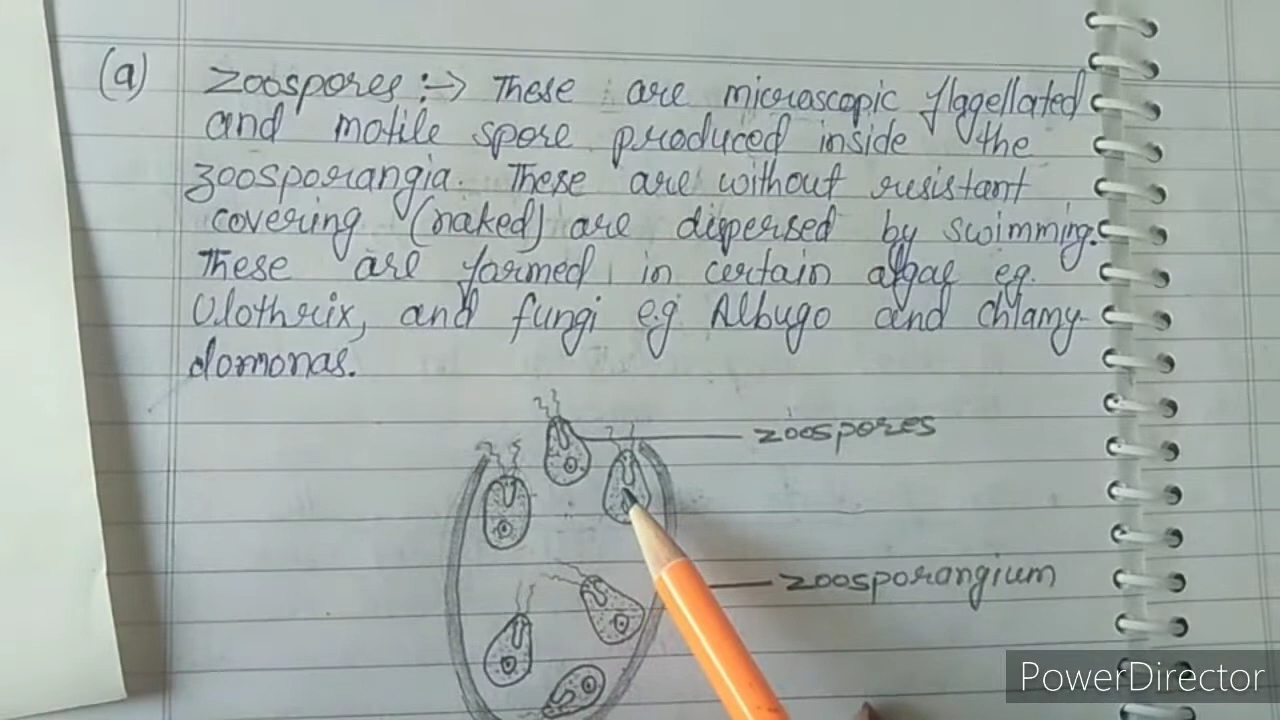 (a) Zoospores :→ These are microscopic flagellated
and motile spore produced inside the
zoosporangia. These are without resistant
covering (naked) are dispersed by swimming.
These are formed in certain algae eg.
Ulothrix, and fungi e.g Albugo and chlamy-
domonas.
zoospores
zoosporangium
PowerDirector